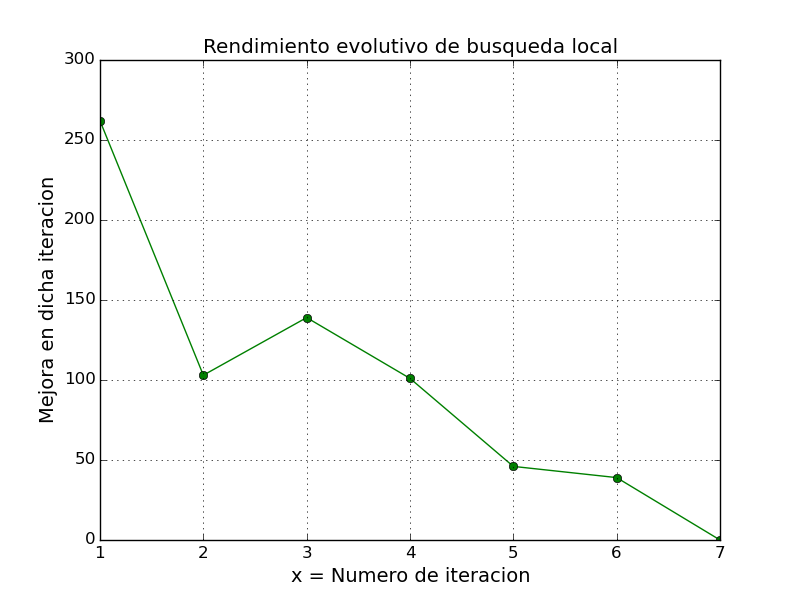 Rendimiento evolutivo de busqueda local
300
250
200
150
100
50
0
Mejora en dicha iteracion
1 2 3 4 5 6 7
x = Numero de iteracion